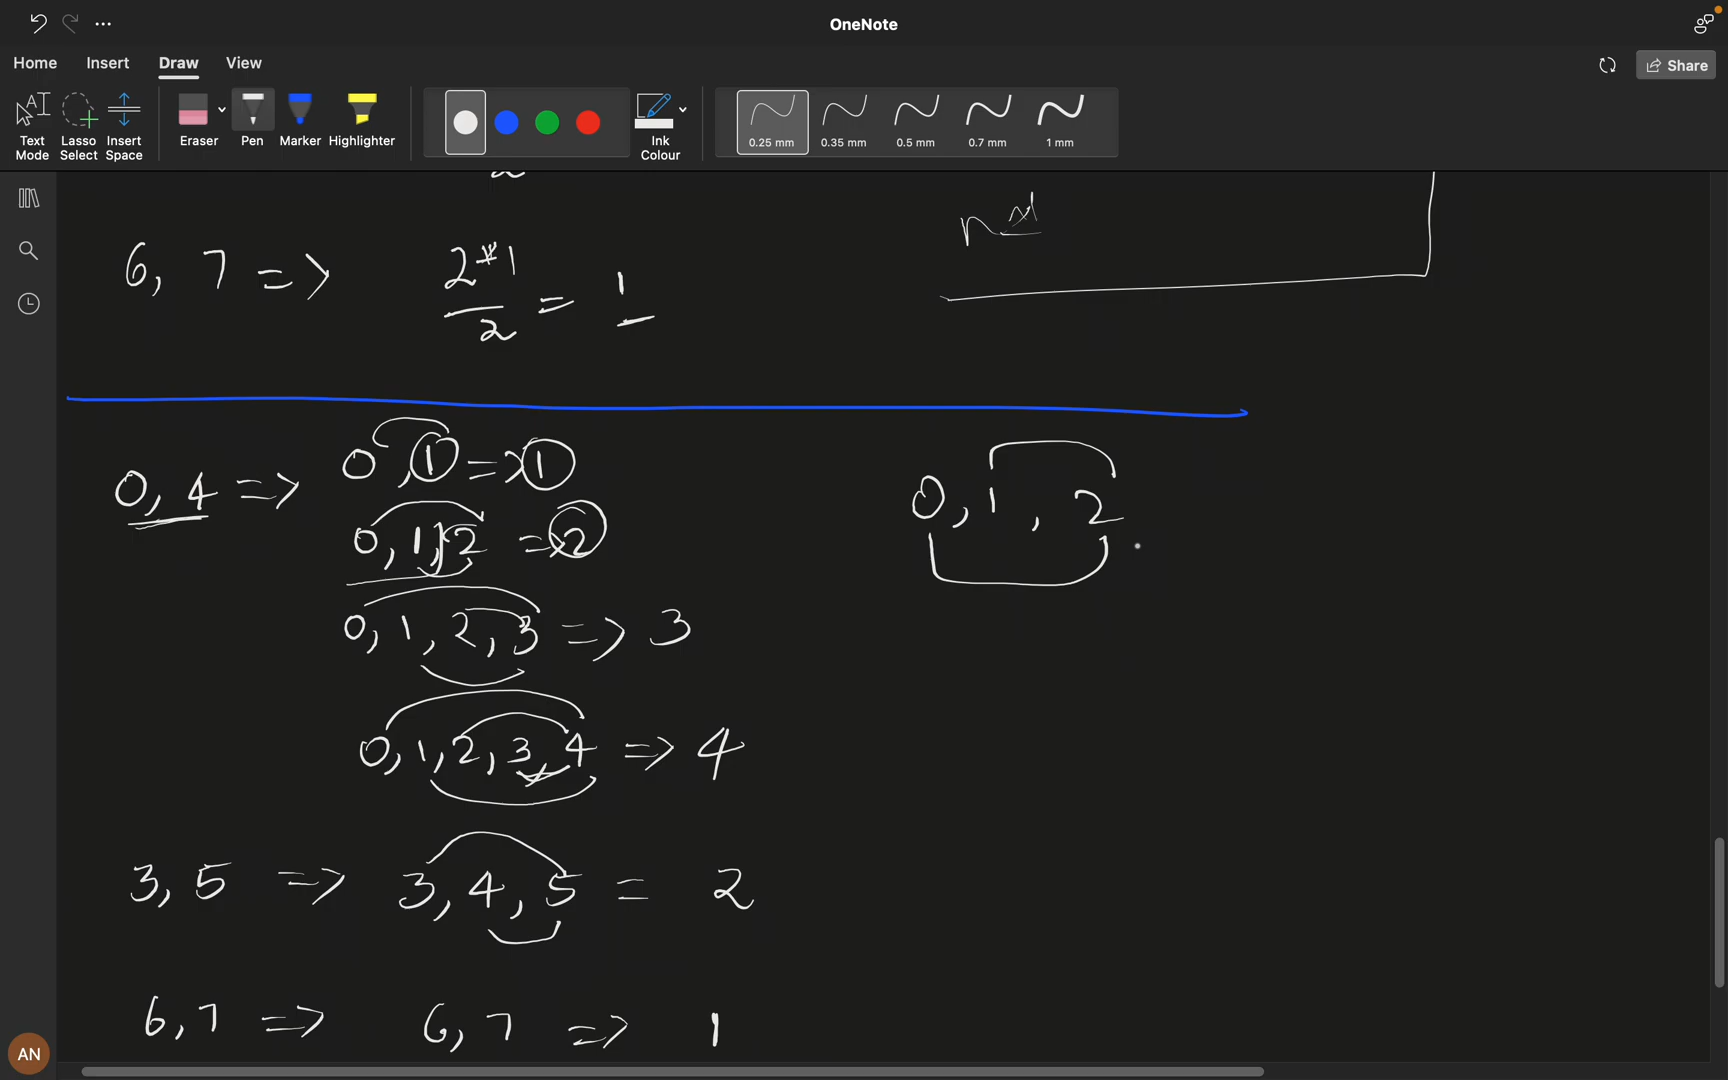 OneNote
Home Insert Draw View
Share
Text Mode
Lasso Select
Insert Space
Eraser
Pen
Marker
Highlighter
Ink Colour
0.25 mm
0.35 mm
0.5 mm
0.7 mm
1 mm
6, 7 => 2*1
2
= 1
0, 4 => 0, 1 => 1
0, 1, 2 => 2
0, 1, 2
0, 1, 2, 3 => 3
0, 1, 2, 3, 4 => 4
3, 5 => 3, 4, 5 = 2
6, 7 => 6, 7 => 1
AN